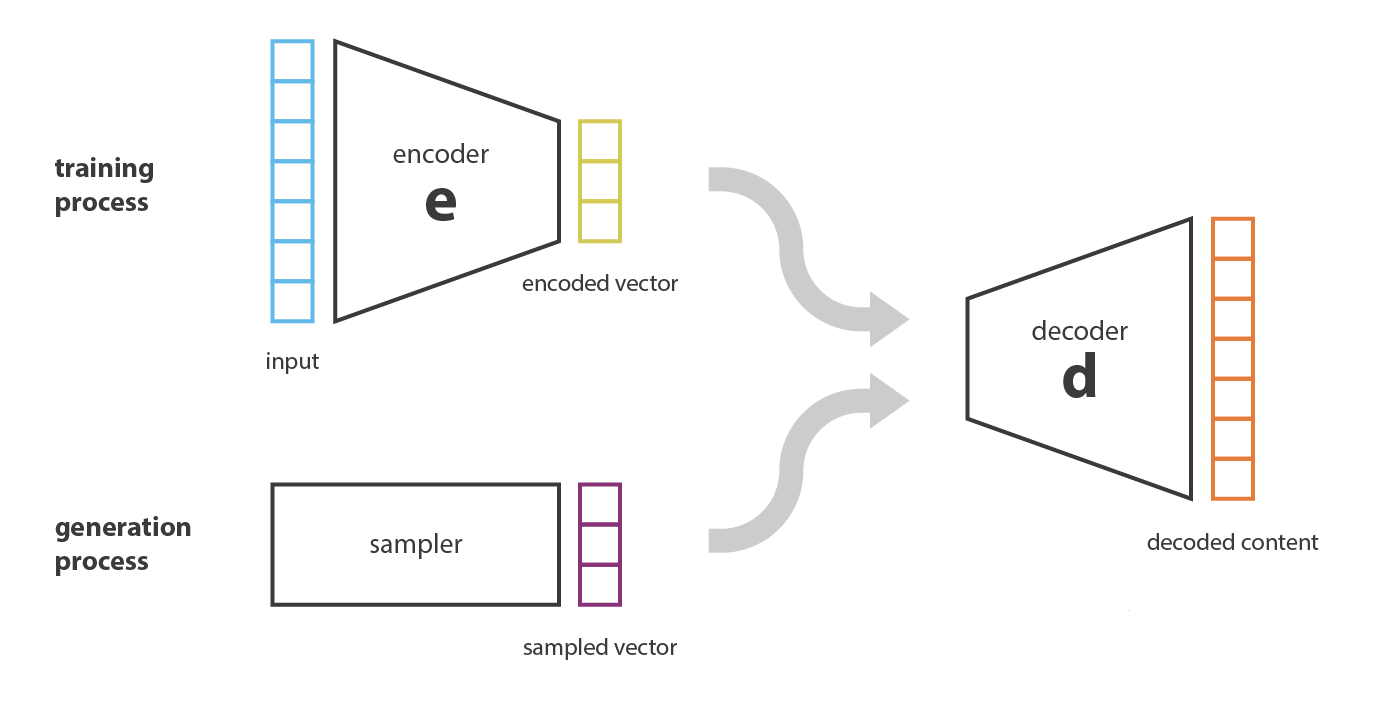 training
process
encoder
e
encoded vector
input
decoder
d
decoded content
generation
process
sampler
sampled vector